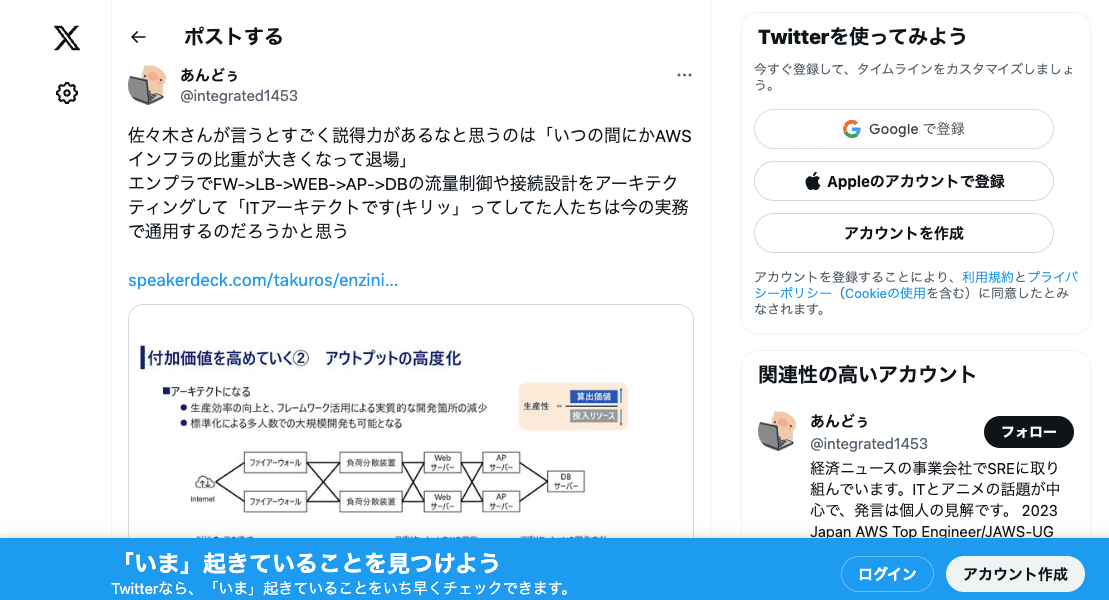 ポストする
あんどぅ
@integrated1453
佐々木さんが言うとすごく説得力があるなと思うのは「いつの間にかAWS
インフラの比重が大きくなって退場」
エンプラでFW->LB->WEB->AP->DBの流量制御や接続設計をアーキテク
ティングして「ITアーキテクトです(キリッ」ってしてた人たちは今の実務
で通用するのだろうかと思う
speakerdeck.com/takuros/enzini...
付加価値を高めていく② アウトプットの高度化
■アーキテクトになる
●生産効率の向上と、フレームワーク活用による実質的な開発箇所の減少
●標準化による多人数での大規模開発も可能となる
生産性 =
算出価値
投入リソース
Internet
ファイアーウォール
負荷分散装置
Web
サーバー
AP
サーバー
DB
サーバー
ファイアーウォール
負荷分散装置
Web
サーバー
AP
サーバー
Twitterを使ってみよう
今すぐ登録して、タイムラインをカスタマイズしましょ
う。
Google で登録
Appleのアカウントで登録
アカウントを作成
アカウントを登録することにより、利用規約とプライバ
シーポリシー（Cookieの使用を含む）に同意したとみ
なされます。
関連性の高いアカウント
あんどぅ
@integrated1453
フォロー
経済ニュースの事業会社でSREに取り
組んでいます。ITとアニメの話題が中
心で、発言は個人の見解です。 2023
Japan AWS Top Engineer/JAWS-UG
「いま」起きていることを見つけよう
Twitterなら、「いま」起きていることをいち早くチェックできます。
ログイン
アカウント作成